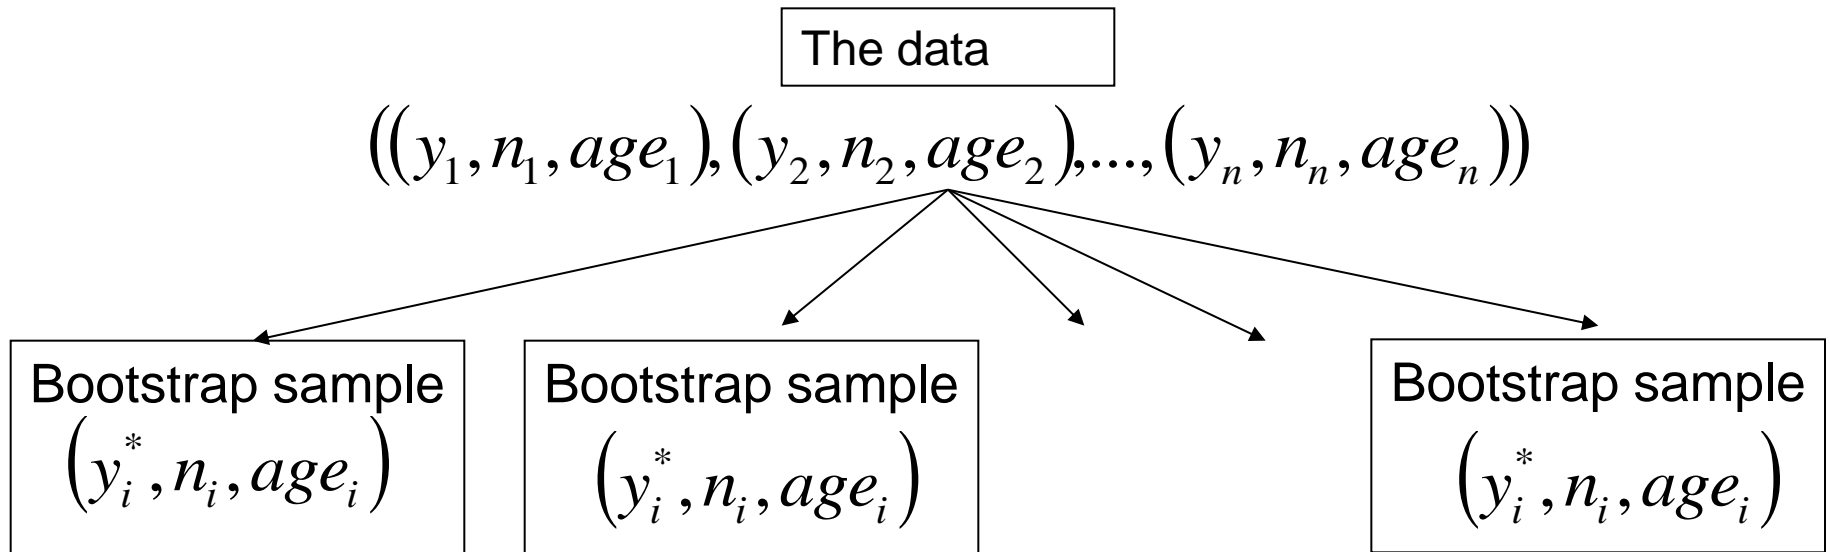 The data
((y₁, n₁, age₁), (y₂, n₂, age₂), ..., (yₙ, nₙ, ageₙ))
Bootstrap sample
(yᵢ*, nᵢ, ageᵢ)
Bootstrap sample
(yᵢ*, nᵢ, ageᵢ)
Bootstrap sample
(yᵢ*, nᵢ, ageᵢ)